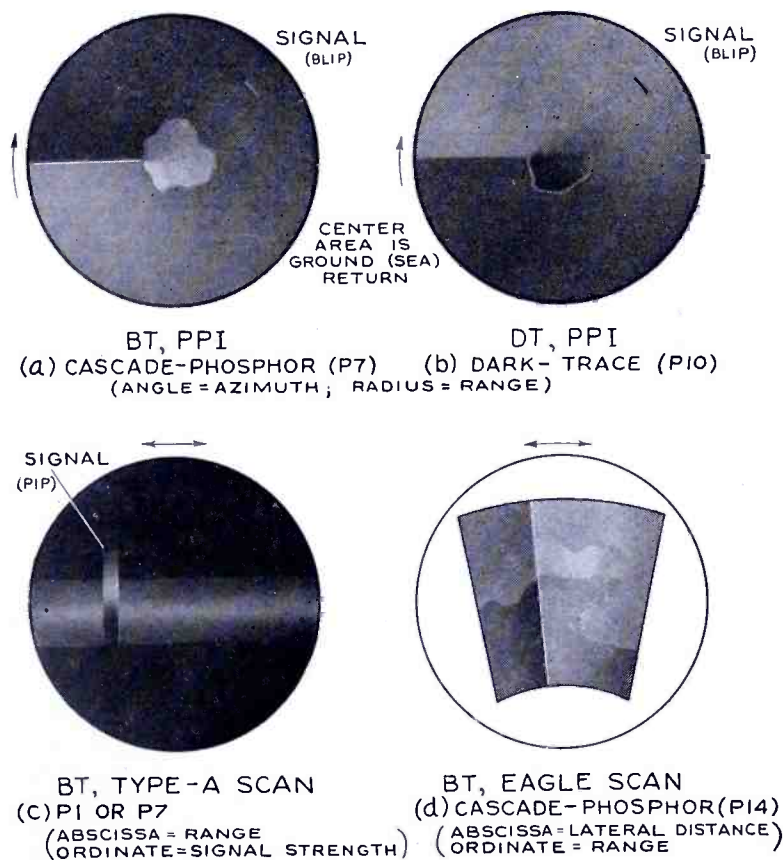 SIGNAL
(BLIP)
SIGNAL
(BLIP)
CENTER
AREA IS
GROUND (SEA)
RETURN
BT, PPI
(a) CASCADE-PHOSPHOR (P7)
DT, PPI
(b) DARK-TRACE (P10)
(ANGLE=AZIMUTH; RADIUS=RANGE)
SIGNAL
(PIP)
BT, TYPE-A SCAN
(c) P1 OR P7
(ABSCISSA=RANGE
ORDINATE=SIGNAL STRENGTH)
BT, EAGLE SCAN
(d) CASCADE-PHOSPHOR (P14)
(ABSCISSA=LATERAL DISTANCE
ORDINATE=RANGE)